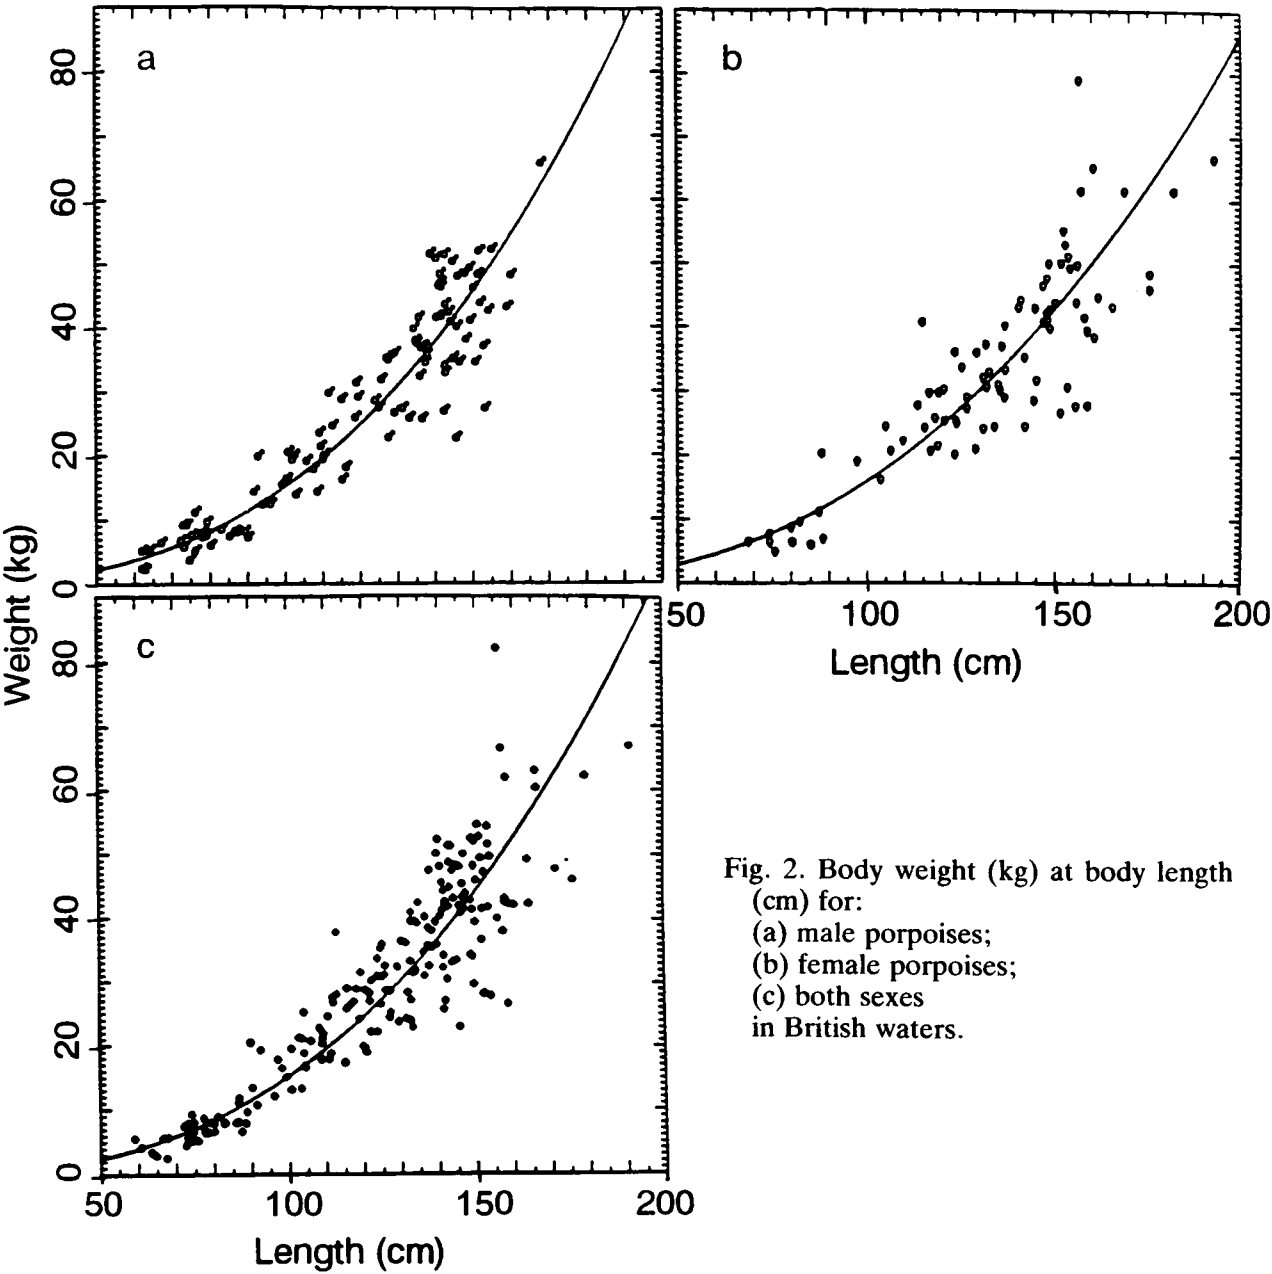 a
b
80
60
40
20
0
50 100 150 200
Length (cm)
Weight (kg)
c
80
60
40
20
0
50 100 150 200
Length (cm)
Fig. 2. Body weight (kg) at body length
(cm) for:
(a) male porpoises;
(b) female porpoises;
(c) both sexes
in British waters.